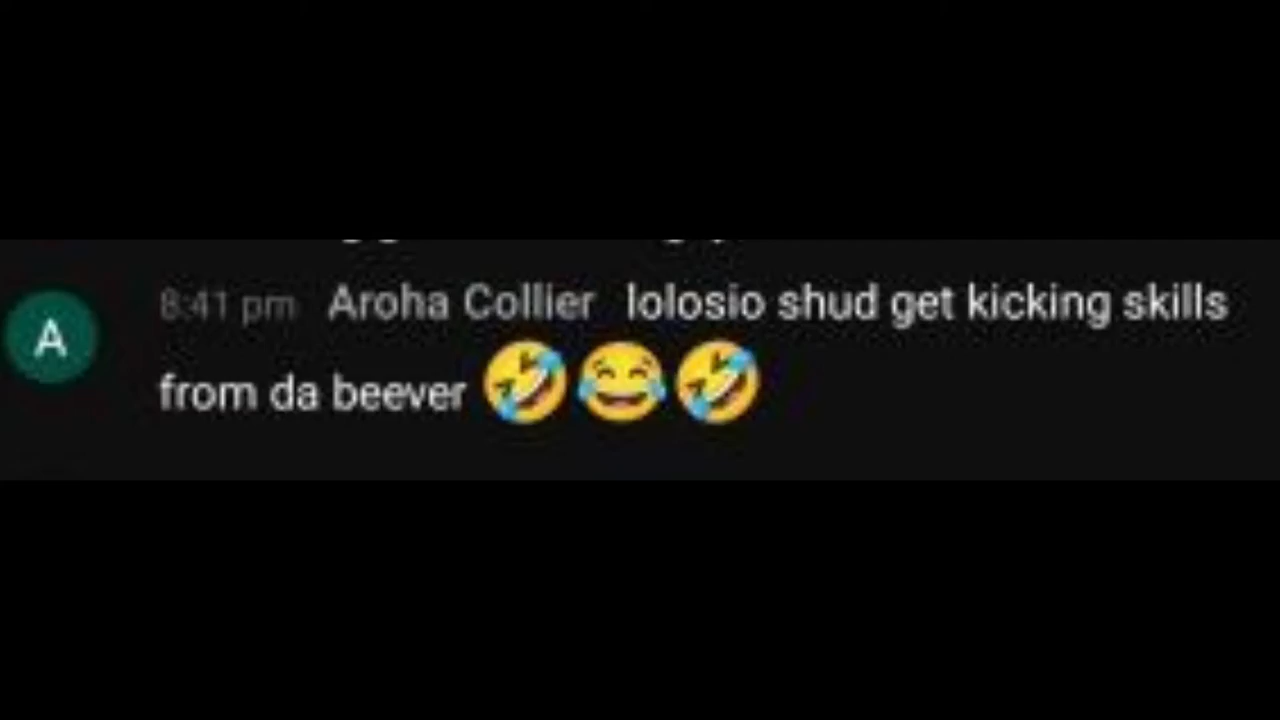 A
8:41 pm Aroha Collier lolosio shud get kicking skills
from da beever 🤣😂🤣